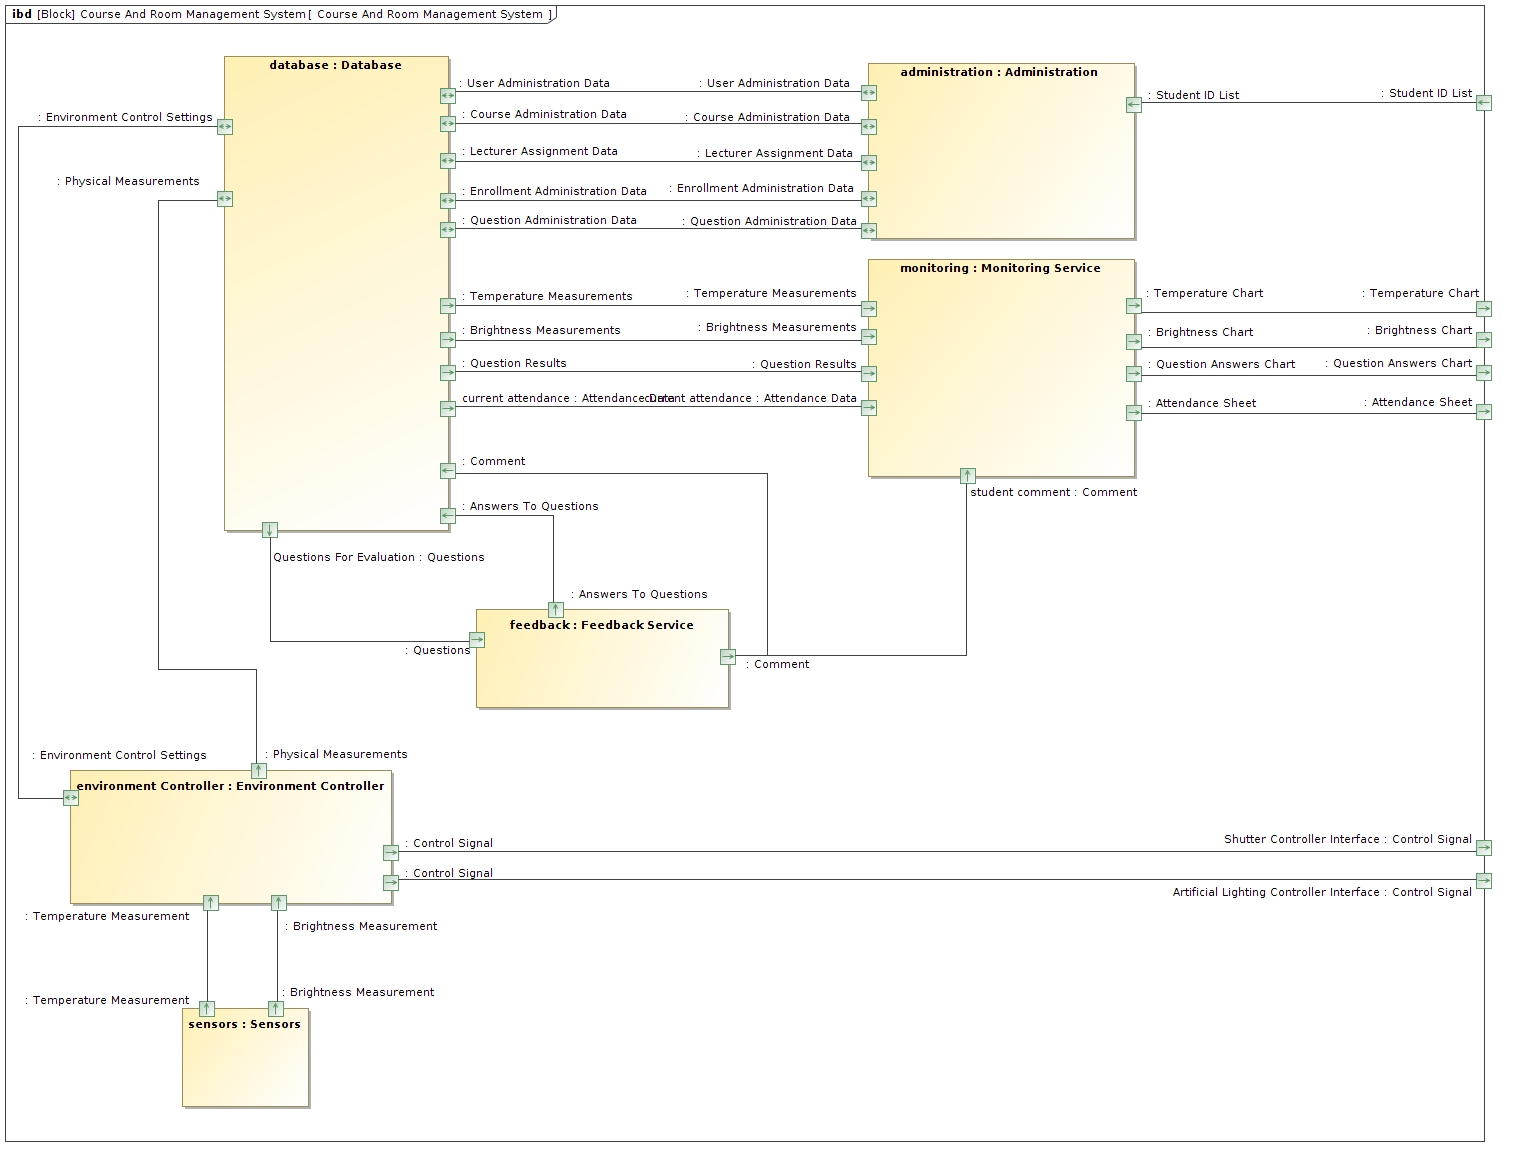 ibd [Block] Course And Room Management System[ Course And Room Management System ]
database : Database
administration : Administration
: User Administration Data
: User Administration Data
: Student ID List
: Student ID List
: Environment Control Settings
: Course Administration Data
: Course Administration Data
: Lecturer Assignment Data
: Lecturer Assignment Data
: Physical Measurements
: Enrollment Administration Data
: Enrollment Administration Data
: Question Administration Data
: Question Administration Data
monitoring : Monitoring Service
: Temperature Measurements
: Temperature Measurements
: Temperature Chart
: Temperature Chart
: Brightness Measurements
: Brightness Measurements
: Brightness Chart
: Brightness Chart
: Question Results
: Question Results
: Question Answers Chart
: Question Answers Chart
current attendance : Attendance Data
current attendance : Attendance Data
: Attendance Sheet
: Attendance Sheet
: Comment
student comment : Comment
: Answers To Questions
Questions For Evaluation : Questions
: Answers To Questions
feedback : Feedback Service
: Questions
: Comment
: Environment Control Settings
: Physical Measurements
environment Controller : Environment Controller
: Control Signal
Shutter Controller Interface : Control Signal
: Control Signal
Artificial Lighting Controller Interface : Control Signal
: Temperature Measurement
: Brightness Measurement
: Temperature Measurement
: Brightness Measurement
sensors : Sensors